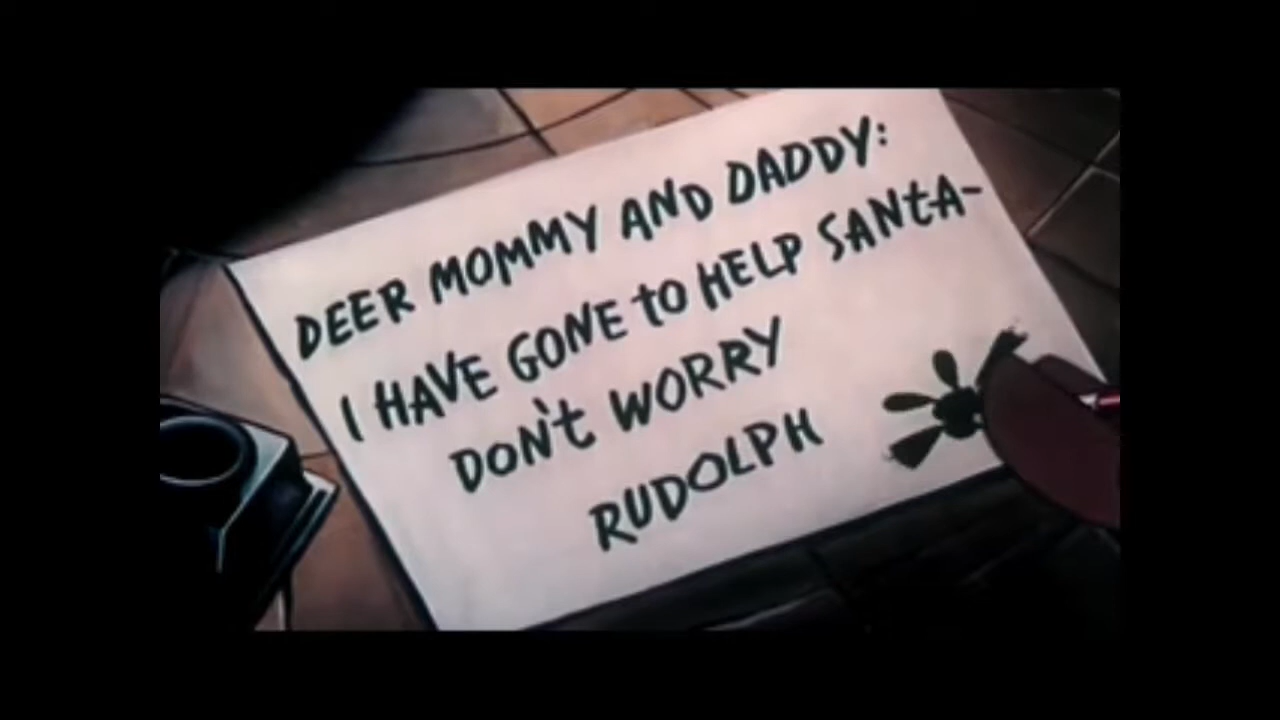 DEER MOMMY AND DADDY:
I HAVE GONE to HELP SANtA-
DON't WORRY
RUDOLPH